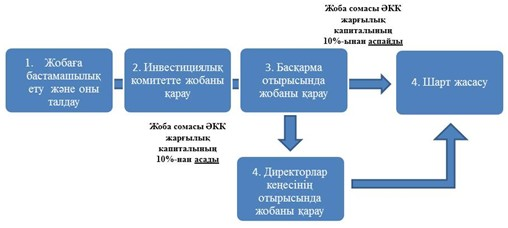 Жоба сомасы ӘКК
жарғылық
капиталының
10%-ынан аспайды
1. Жобаға
бастамашылық
ету және оны
талдау
2. Инвестициялық
комитетте жобаны
қарау
3. Басқарма
отырысында
жобаны қарау
4. Шарт жасасу
Жоба сомасы ӘКК
жарғылық
капиталының
10%-нан асады
4. Директорлар
кеңесінің
отырысында
жобаны қарау